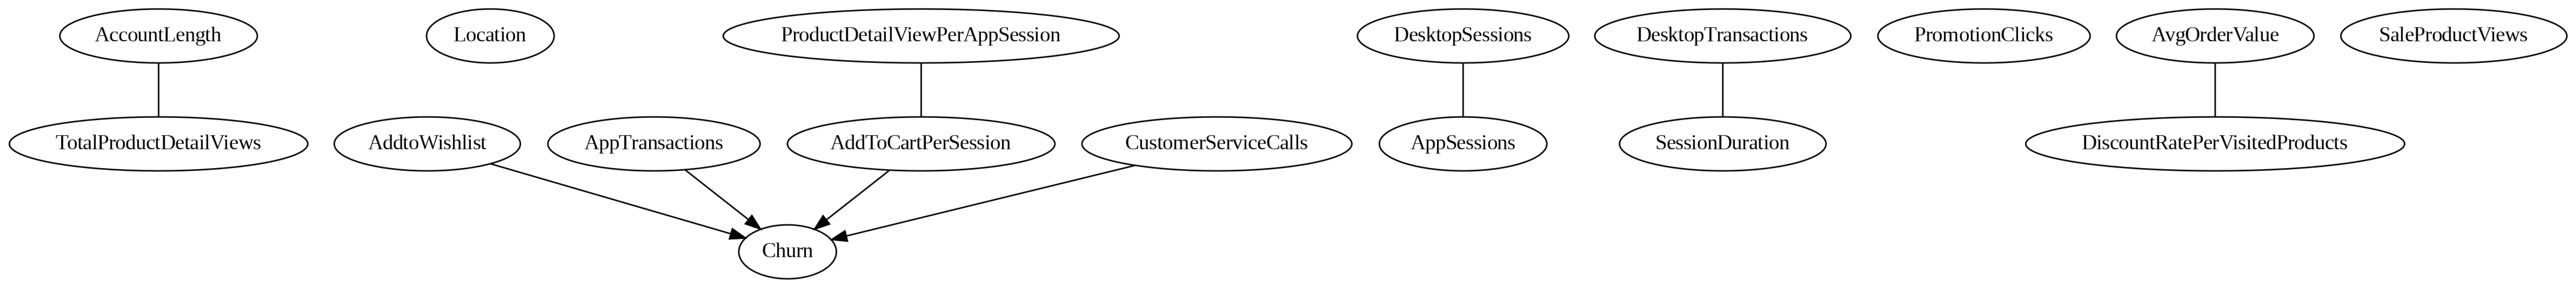 AccountLength
Location
ProductDetailViewPerAppSession
DesktopSessions
DesktopTransactions
PromotionClicks
AvgOrderValue
SaleProductViews
TotalProductDetailViews
AddtoWishlist
AppTransactions
AddToCartPerSession
CustomerServiceCalls
AppSessions
SessionDuration
DiscountRatePerVisitedProducts
Churn